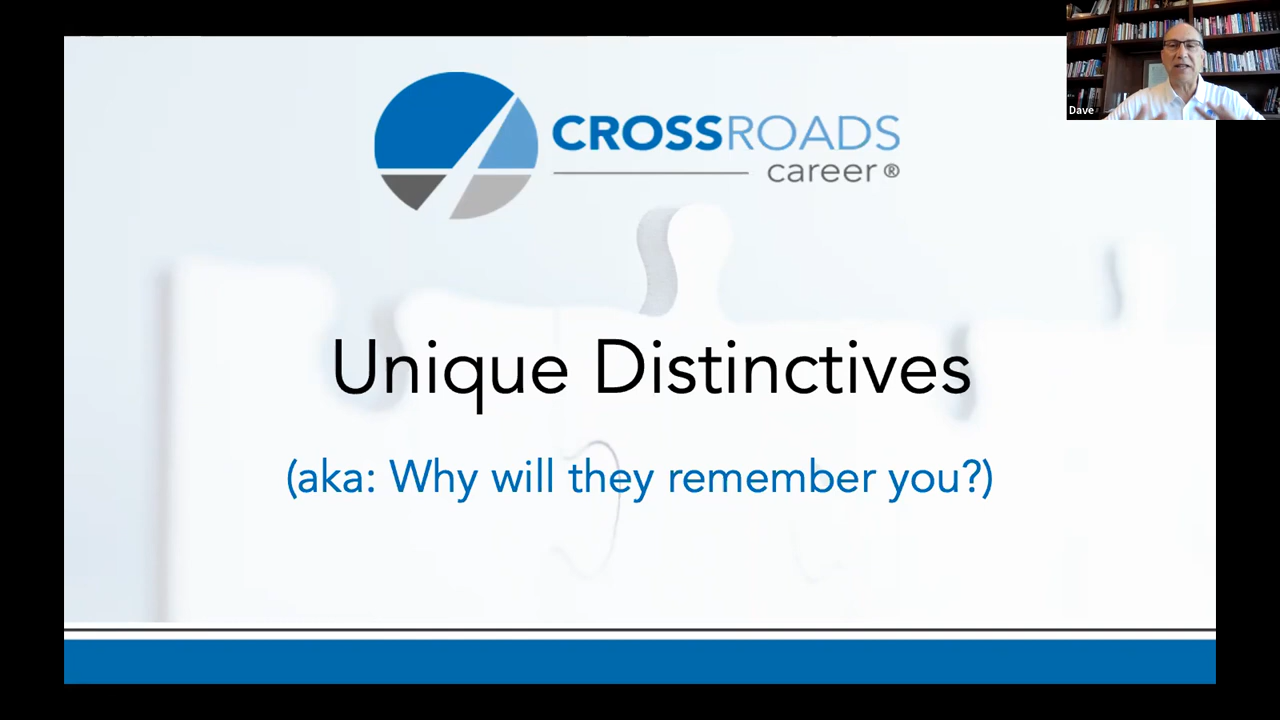 CROSSROADS
career ®
Dave
Unique Distinctives
(aka: Why will they remember you?)